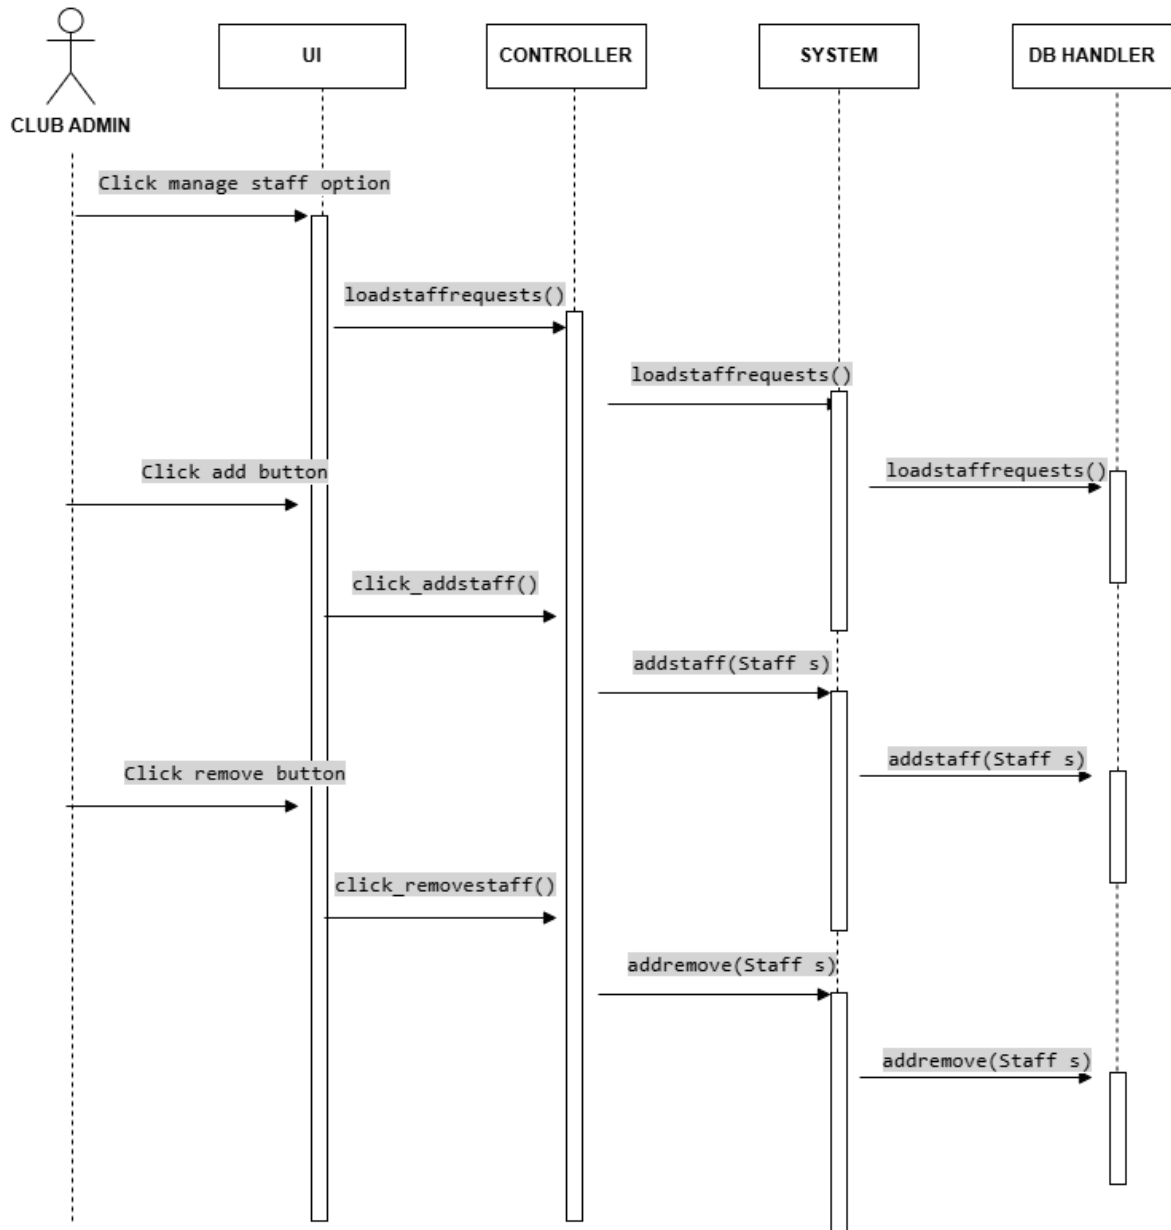 UI
CONTROLLER
SYSTEM
DB HANDLER
CLUB ADMIN
Click manage staff option
loadstaffrequests()
loadstaffrequests()
loadstaffrequests()
Click add button
click_addstaff()
addstaff(Staff s)
addstaff(Staff s)
Click remove button
click_removestaff()
addremove(Staff s)
addremove(Staff s)